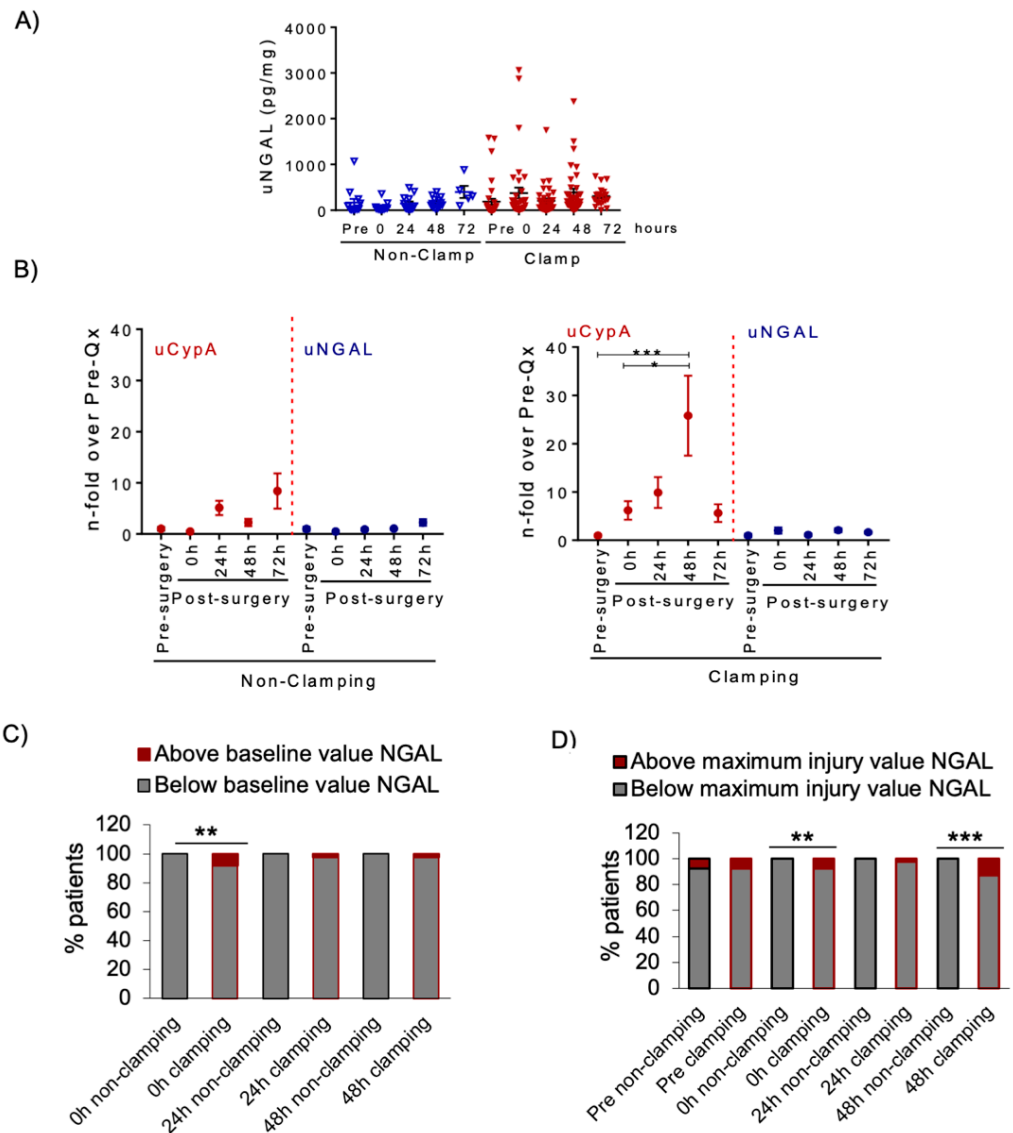 A)
uNGAL (pg/mg)
4000
3000
2000
1000
0
Pre 0 24 48 72 Pre 0 24 48 72 hours
Non-Clamp Clamp
B)
n-fold over Pre-Qx
40
30
20
10
0
uCypA uNGAL
Pre-surgery 0h 24h 48h 72h Pre-surgery 0h 24h 48h 72h
Post-surgery Post-surgery
Non-Clamping
n-fold over Pre-Qx
40
30
20
10
0
uCypA uNGAL
***
*
Pre-surgery 0h 24h 48h 72h Pre-surgery 0h 24h 48h 72h
Post-surgery Post-surgery
Clamping
C)
Above baseline value NGAL
Below baseline value NGAL
% patients
120
100
80
60
40
20
0
**
0h non-clamping
0h clamping
24h non-clamping
24h clamping
48h non-clamping
48h clamping
D)
Above maximum injury value NGAL
Below maximum injury value NGAL
% patients
120
100
80
60
40
20
0
** ***
Pre non-clamping
Pre clamping
0h non-clamping
0h clamping
24h non-clamping
24h clamping
48h non-clamping
48h clamping